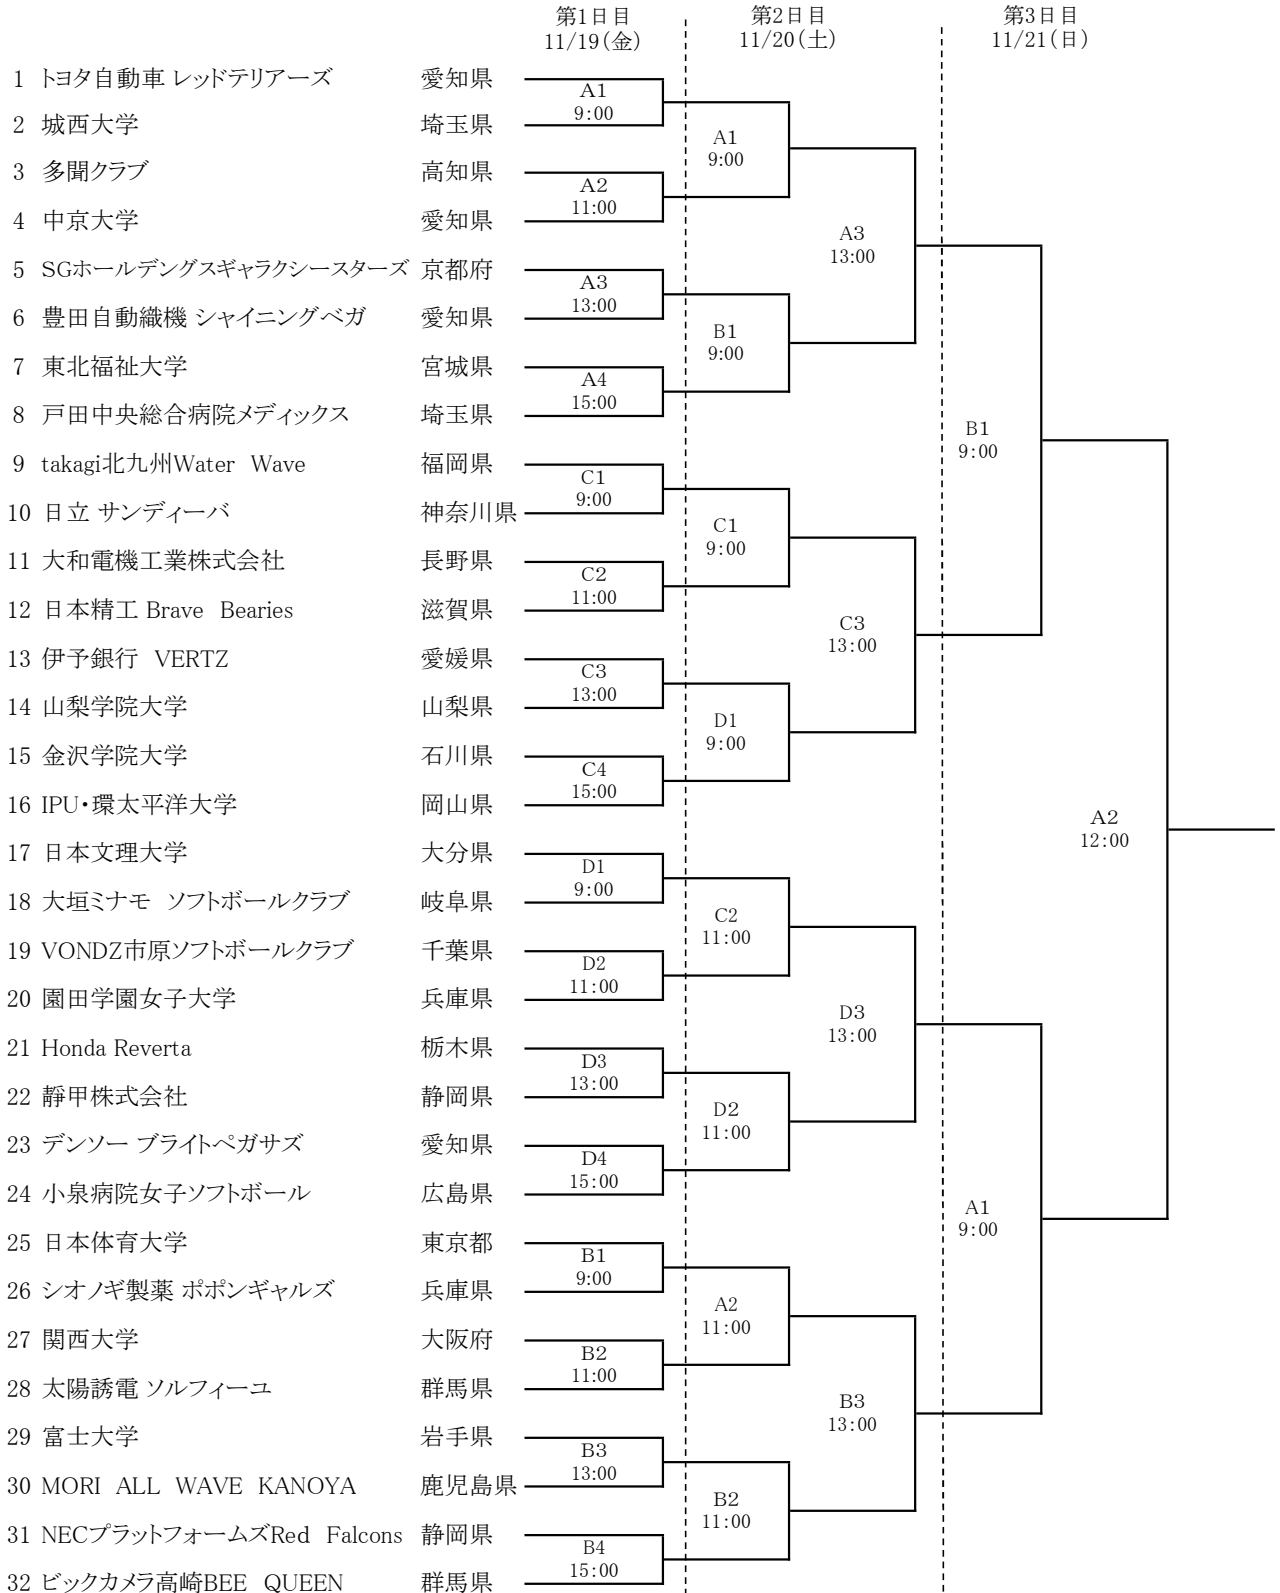 第1日目 第2日目 第3日目
11/19(金) 11/20(土) 11/21(日)
1 トヨタ自動車 レッドテリアーズ 愛知県
A1
9:00
2 城西大学 埼玉県
A1
9:00
3 多聞クラブ 高知県
A2
11:00
4 中京大学 愛知県
A3
13:00
5 SGホールデングスギャラクシースターズ 京都府
A3
13:00
6 豊田自動織機 シャイニングベガ 愛知県
B1
9:00
7 東北福祉大学 宮城県
A4
15:00
8 戸田中央総合病院メディックス 埼玉県
B1
9:00
9 takagi北九州Water Wave 福岡県
C1
9:00
10 日立 サンディーバ 神奈川県
C1
9:00
11 大和電機工業株式会社 長野県
C2
11:00
12 日本精工 Brave Bearies 滋賀県
C3
13:00
13 伊予銀行 VERTZ 愛媛県
C3
13:00
14 山梨学院大学 山梨県
D1
9:00
15 金沢学院大学 石川県
C4
15:00
16 IPU・環太平洋大学 岡山県
A2
12:00
17 日本文理大学 大分県
D1
9:00
18 大垣ミナモ ソフトボールクラブ 岐阜県
C2
11:00
19 VONDZ市原ソフトボールクラブ 千葉県
D2
11:00
20 園田学園女子大学 兵庫県
D3
13:00
21 Honda Reverta 栃木県
D3
13:00
22 靜甲株式会社 静岡県
D2
11:00
23 デンソー ブライトペガサズ 愛知県
D4
15:00
24 小泉病院女子ソフトボール 広島県
A1
9:00
25 日本体育大学 東京都
B1
9:00
26 シオノギ製薬 ポポンギャルズ 兵庫県
A2
11:00
27 関西大学 大阪府
B2
11:00
28 太陽誘電 ソルフィーユ 群馬県
B3
13:00
29 富士大学 岩手県
B3
13:00
30 MORI ALL WAVE KANOYA 鹿児島県
B2
11:00
31 NECプラットフォームズRed Falcons 静岡県
B4
15:00
32 ビックカメラ高崎BEE QUEEN 群馬県